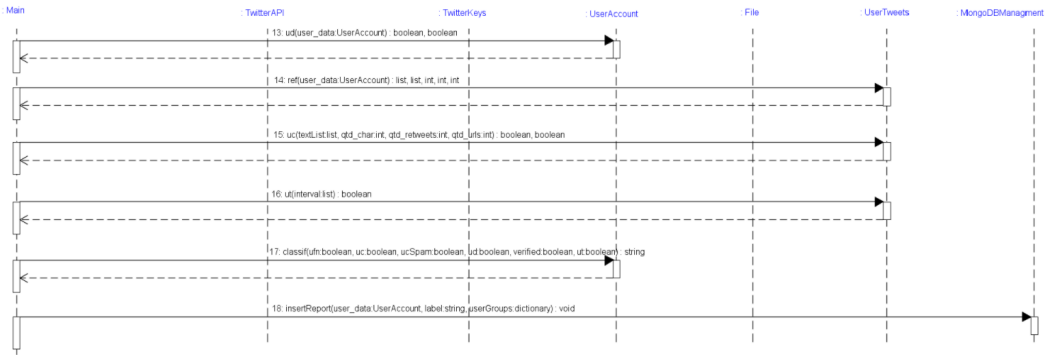 : Main
: TwitterAPI
: TwitterKeys
: UserAccount
: File
: UserTweets
: MongoDBManagment
13: ud(user_data:UserAccount) : boolean, boolean
14: ref(user_data:UserAccount) : list, list, int, int, int
15: uc(textList:list, qtd_char:int, qtd_retweets:int, qtd_urls:int) : boolean, boolean
16: ut(interval:list) : boolean
17: classif(ufn:boolean, uc:boolean, ucSpam:boolean, ud:boolean, verified:boolean, ut:boolean) : string
18: insertReport(user_data:UserAccount, label:string, userGroups:dictionary) : void